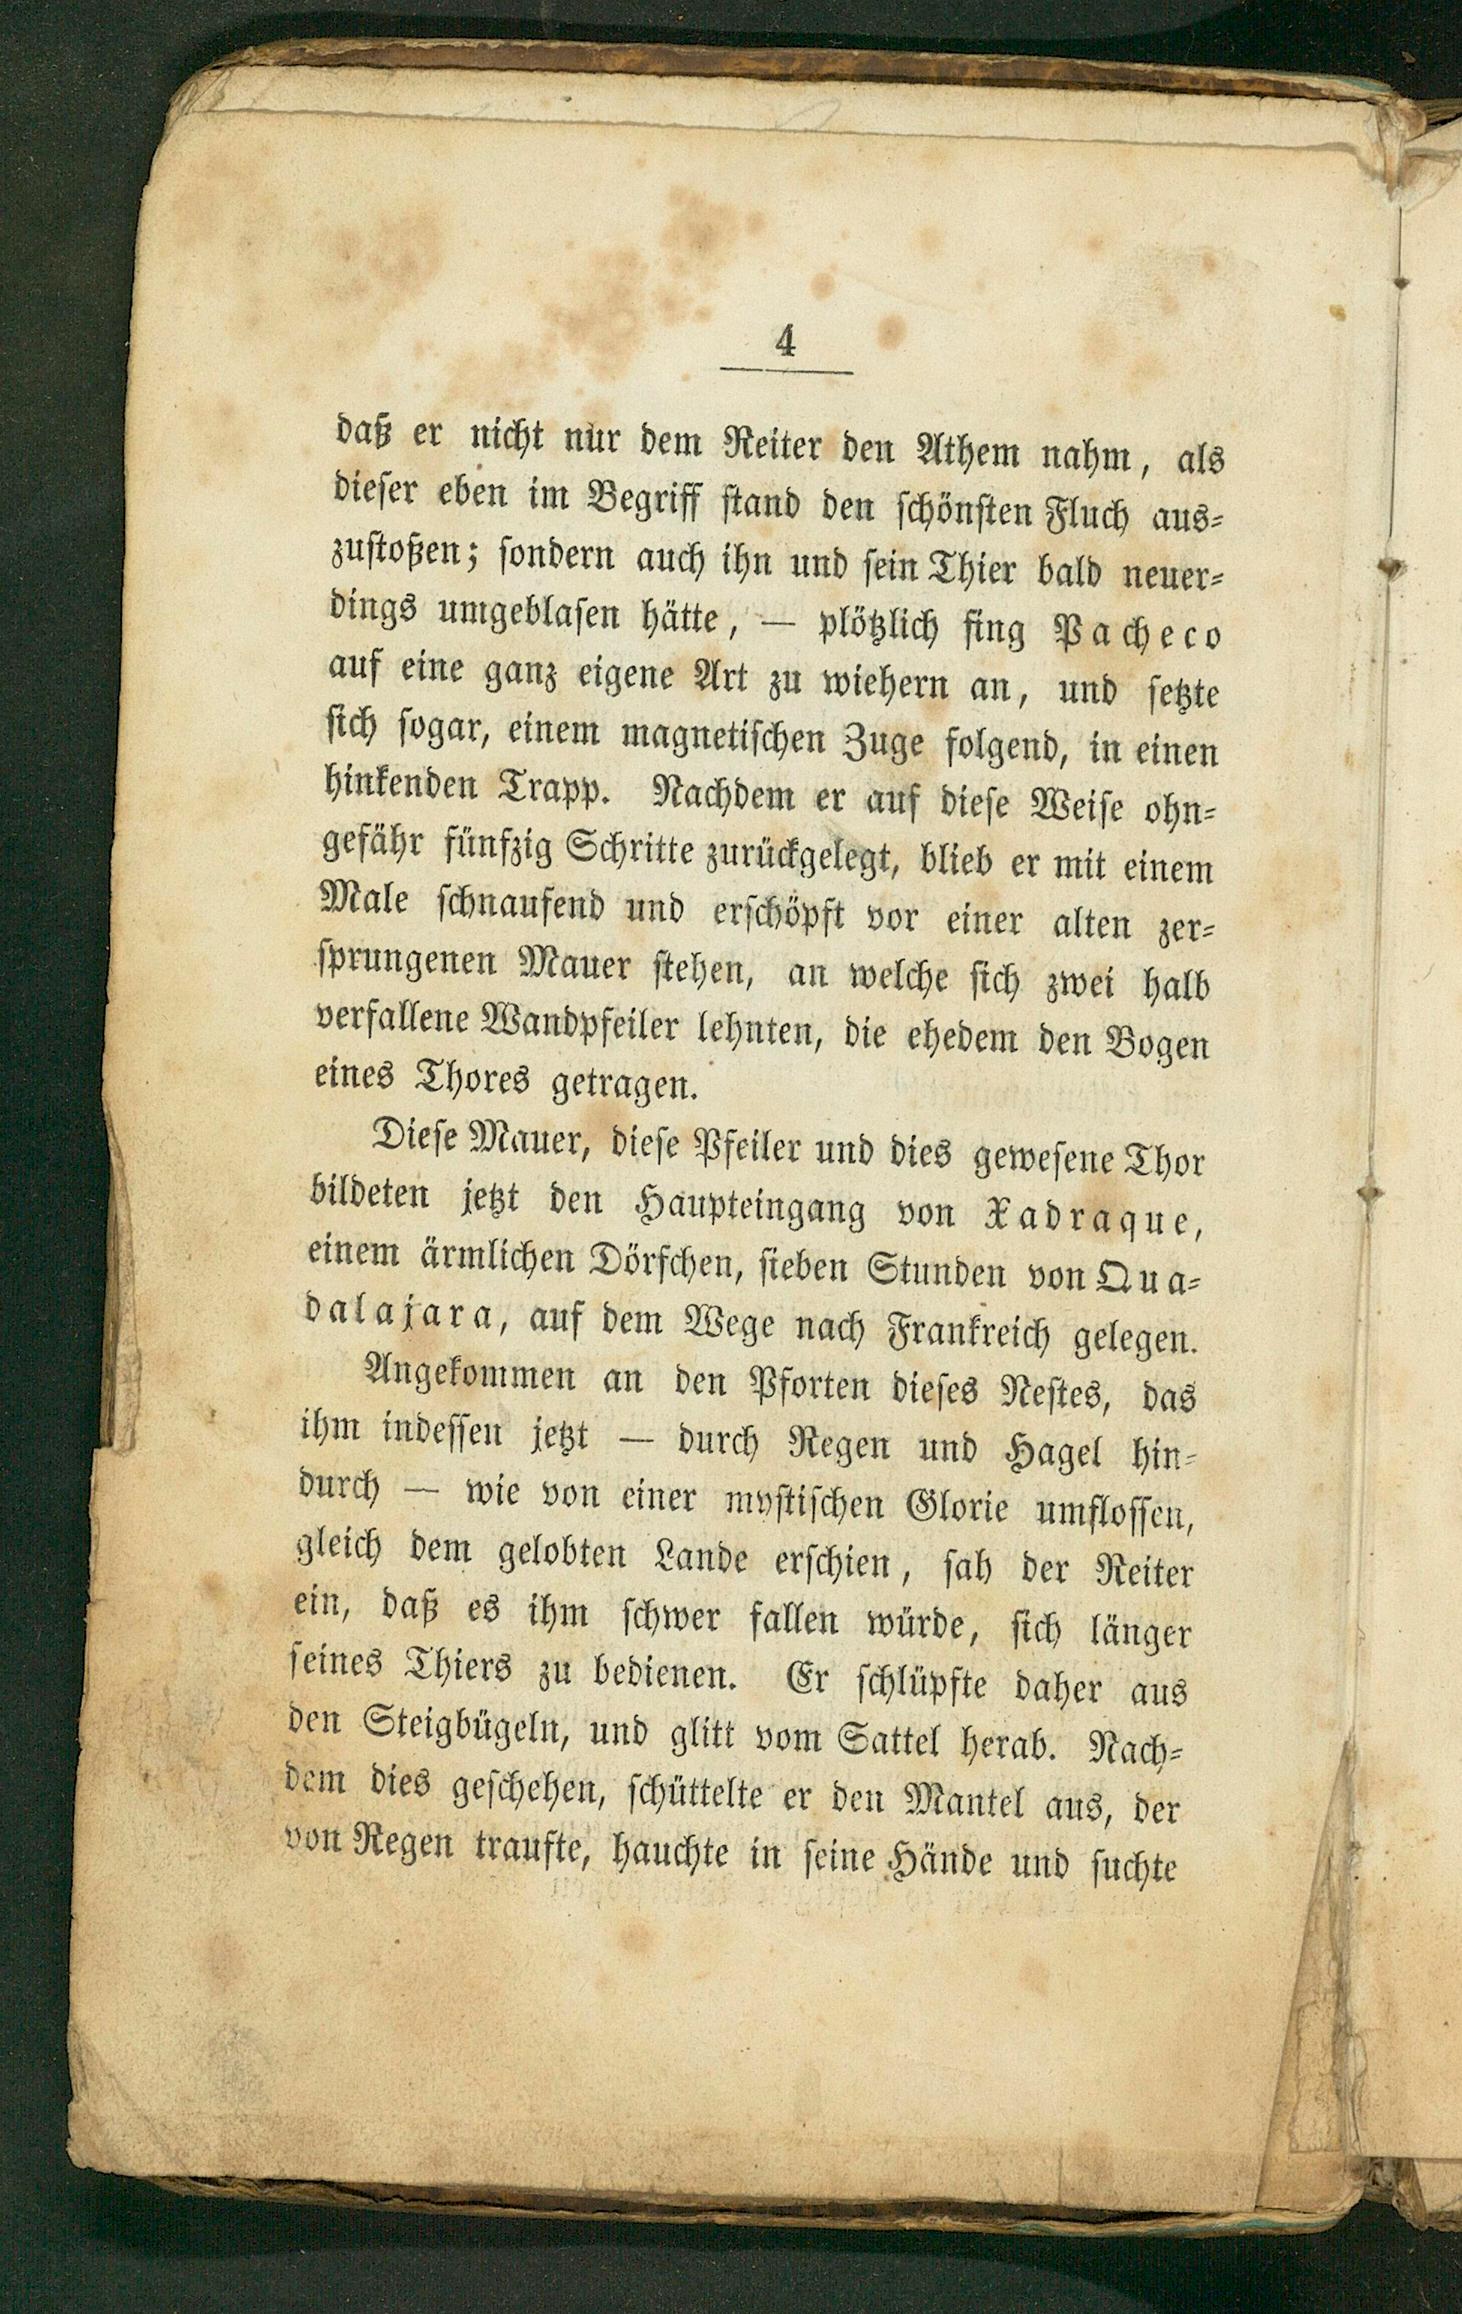 4
daß er nicht nur dem Reiter den Athem nahm, als
dieser eben im Begriff stand den schönsten Fluch aus-
zustoßen; sondern auch ihn und sein Thier bald neuer-
dings umgeblasen hätte, — plötzlich fing Pacheco
auf eine ganz eigene Art zu wiehern an, und setzte
sich sogar, einem magnetischen Zuge folgend, in einen
hinkenden Trapp. Nachdem er auf diese Weise ohn-
gefähr fünfzig Schritte zurückgelegt, blieb er mit einem
Male schnaufend und erschöpft vor einer alten zer-
sprungenen Mauer stehen, an welche sich zwei halb
verfallene Wandpfeiler lehnten, die ehedem den Bogen
eines Thores getragen.
Diese Mauer, diese Pfeiler und dies gewesene Thor
bildeten jetzt den Haupteingang von Xadraque,
einem ärmlichen Dörfchen, sieben Stunden von Qua-
dalajara, auf dem Wege nach Frankreich gelegen.
Angekommen an den Pforten dieses Nestes, das
ihm indessen jetzt — durch Regen und Hagel hin-
durch — wie von einer mystischen Glorie umflossen,
gleich dem gelobten Lande erschien, sah der Reiter
ein, daß es ihm schwer fallen würde, sich länger
seines Thiers zu bedienen. Er schlüpfte daher aus
den Steigbügeln, und glitt vom Sattel herab. Nach-
dem dies geschehen, schüttelte er den Mantel aus, der
von Regen traufte, hauchte in seine Hände und suchte